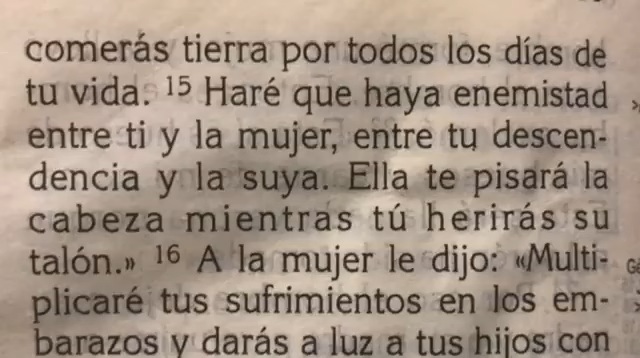 comerás tierra por todos los días de
tu vida. 15 Haré que haya enemistad
entre ti y la mujer, entre tu descen-
dencia y la suya. Ella te pisará la
cabeza mientras tú herirás su
talón.» 16 A la mujer le dijo: «Multi-
plicaré tus sufrimientos en los em-
barazos y darás a luz a tus hijos con